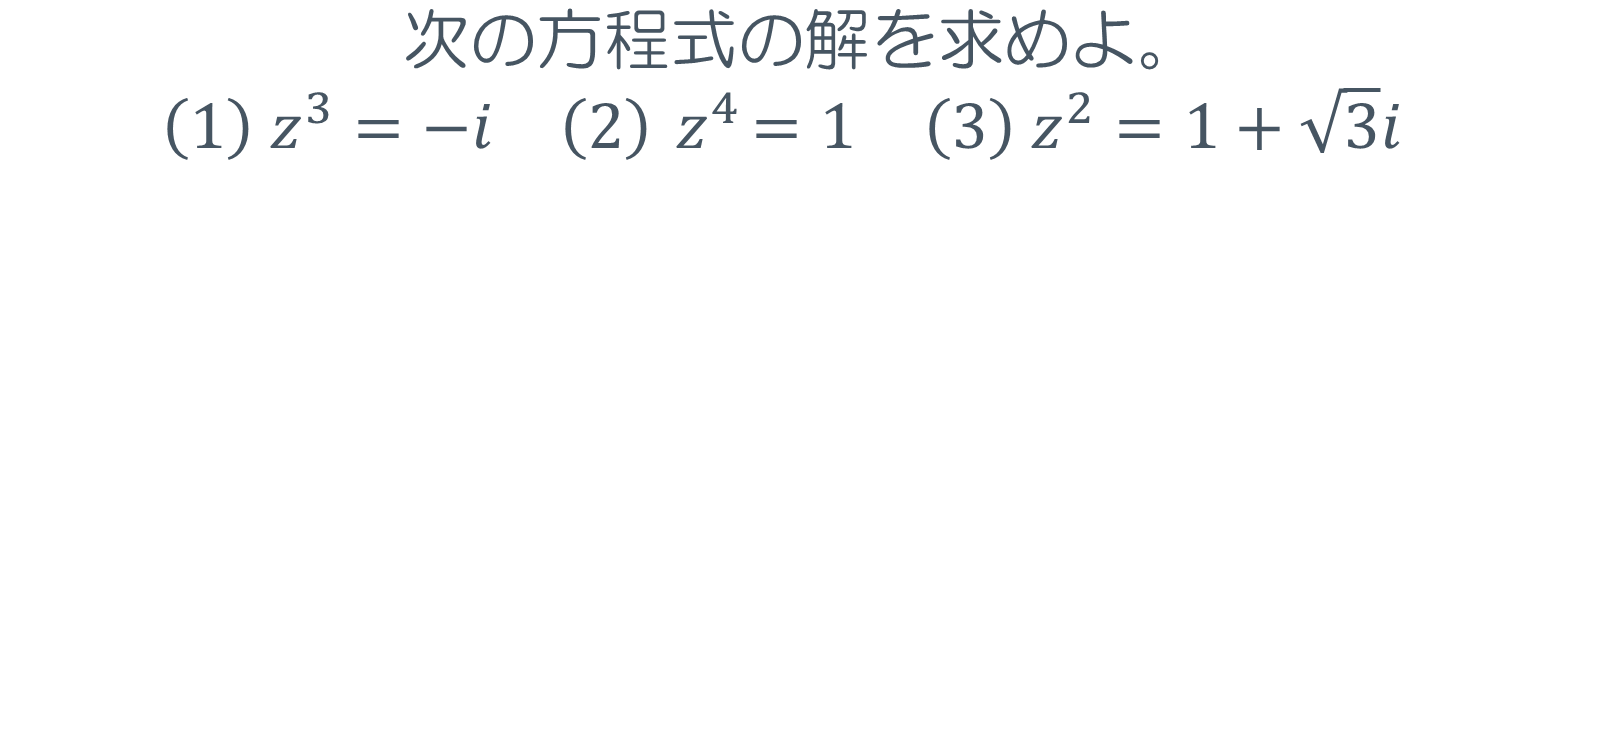 次の方程式の解を求めよ。
(1) z³ = −i (2) z⁴ = 1 (3) z² = 1 + √3i